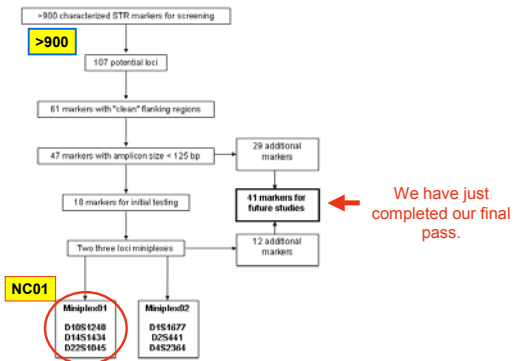 >900 characterized STR markers for screening
>900
107 potential loci
61 markers with "clean" flanking regions
47 markers with amplicon size < 125 bp
29 additional
markers
18 markers for initial testing
41 markers for
future studies
We have just
completed our final
pass.
Two three loci miniplexes
12 additional
markers
NC01
Miniplex01
D10S1248
D14S1434
D22S1045
Miniplex02
D1S1677
D2S441
D4S2364